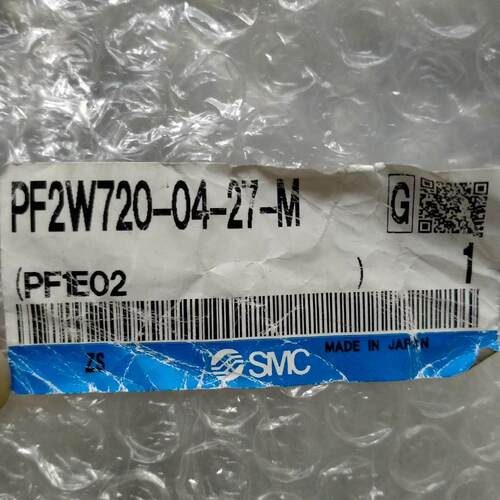 PF2W720-04-27-M G
(PF1E02 ) 1
ZS SMC MADE IN JAPAN